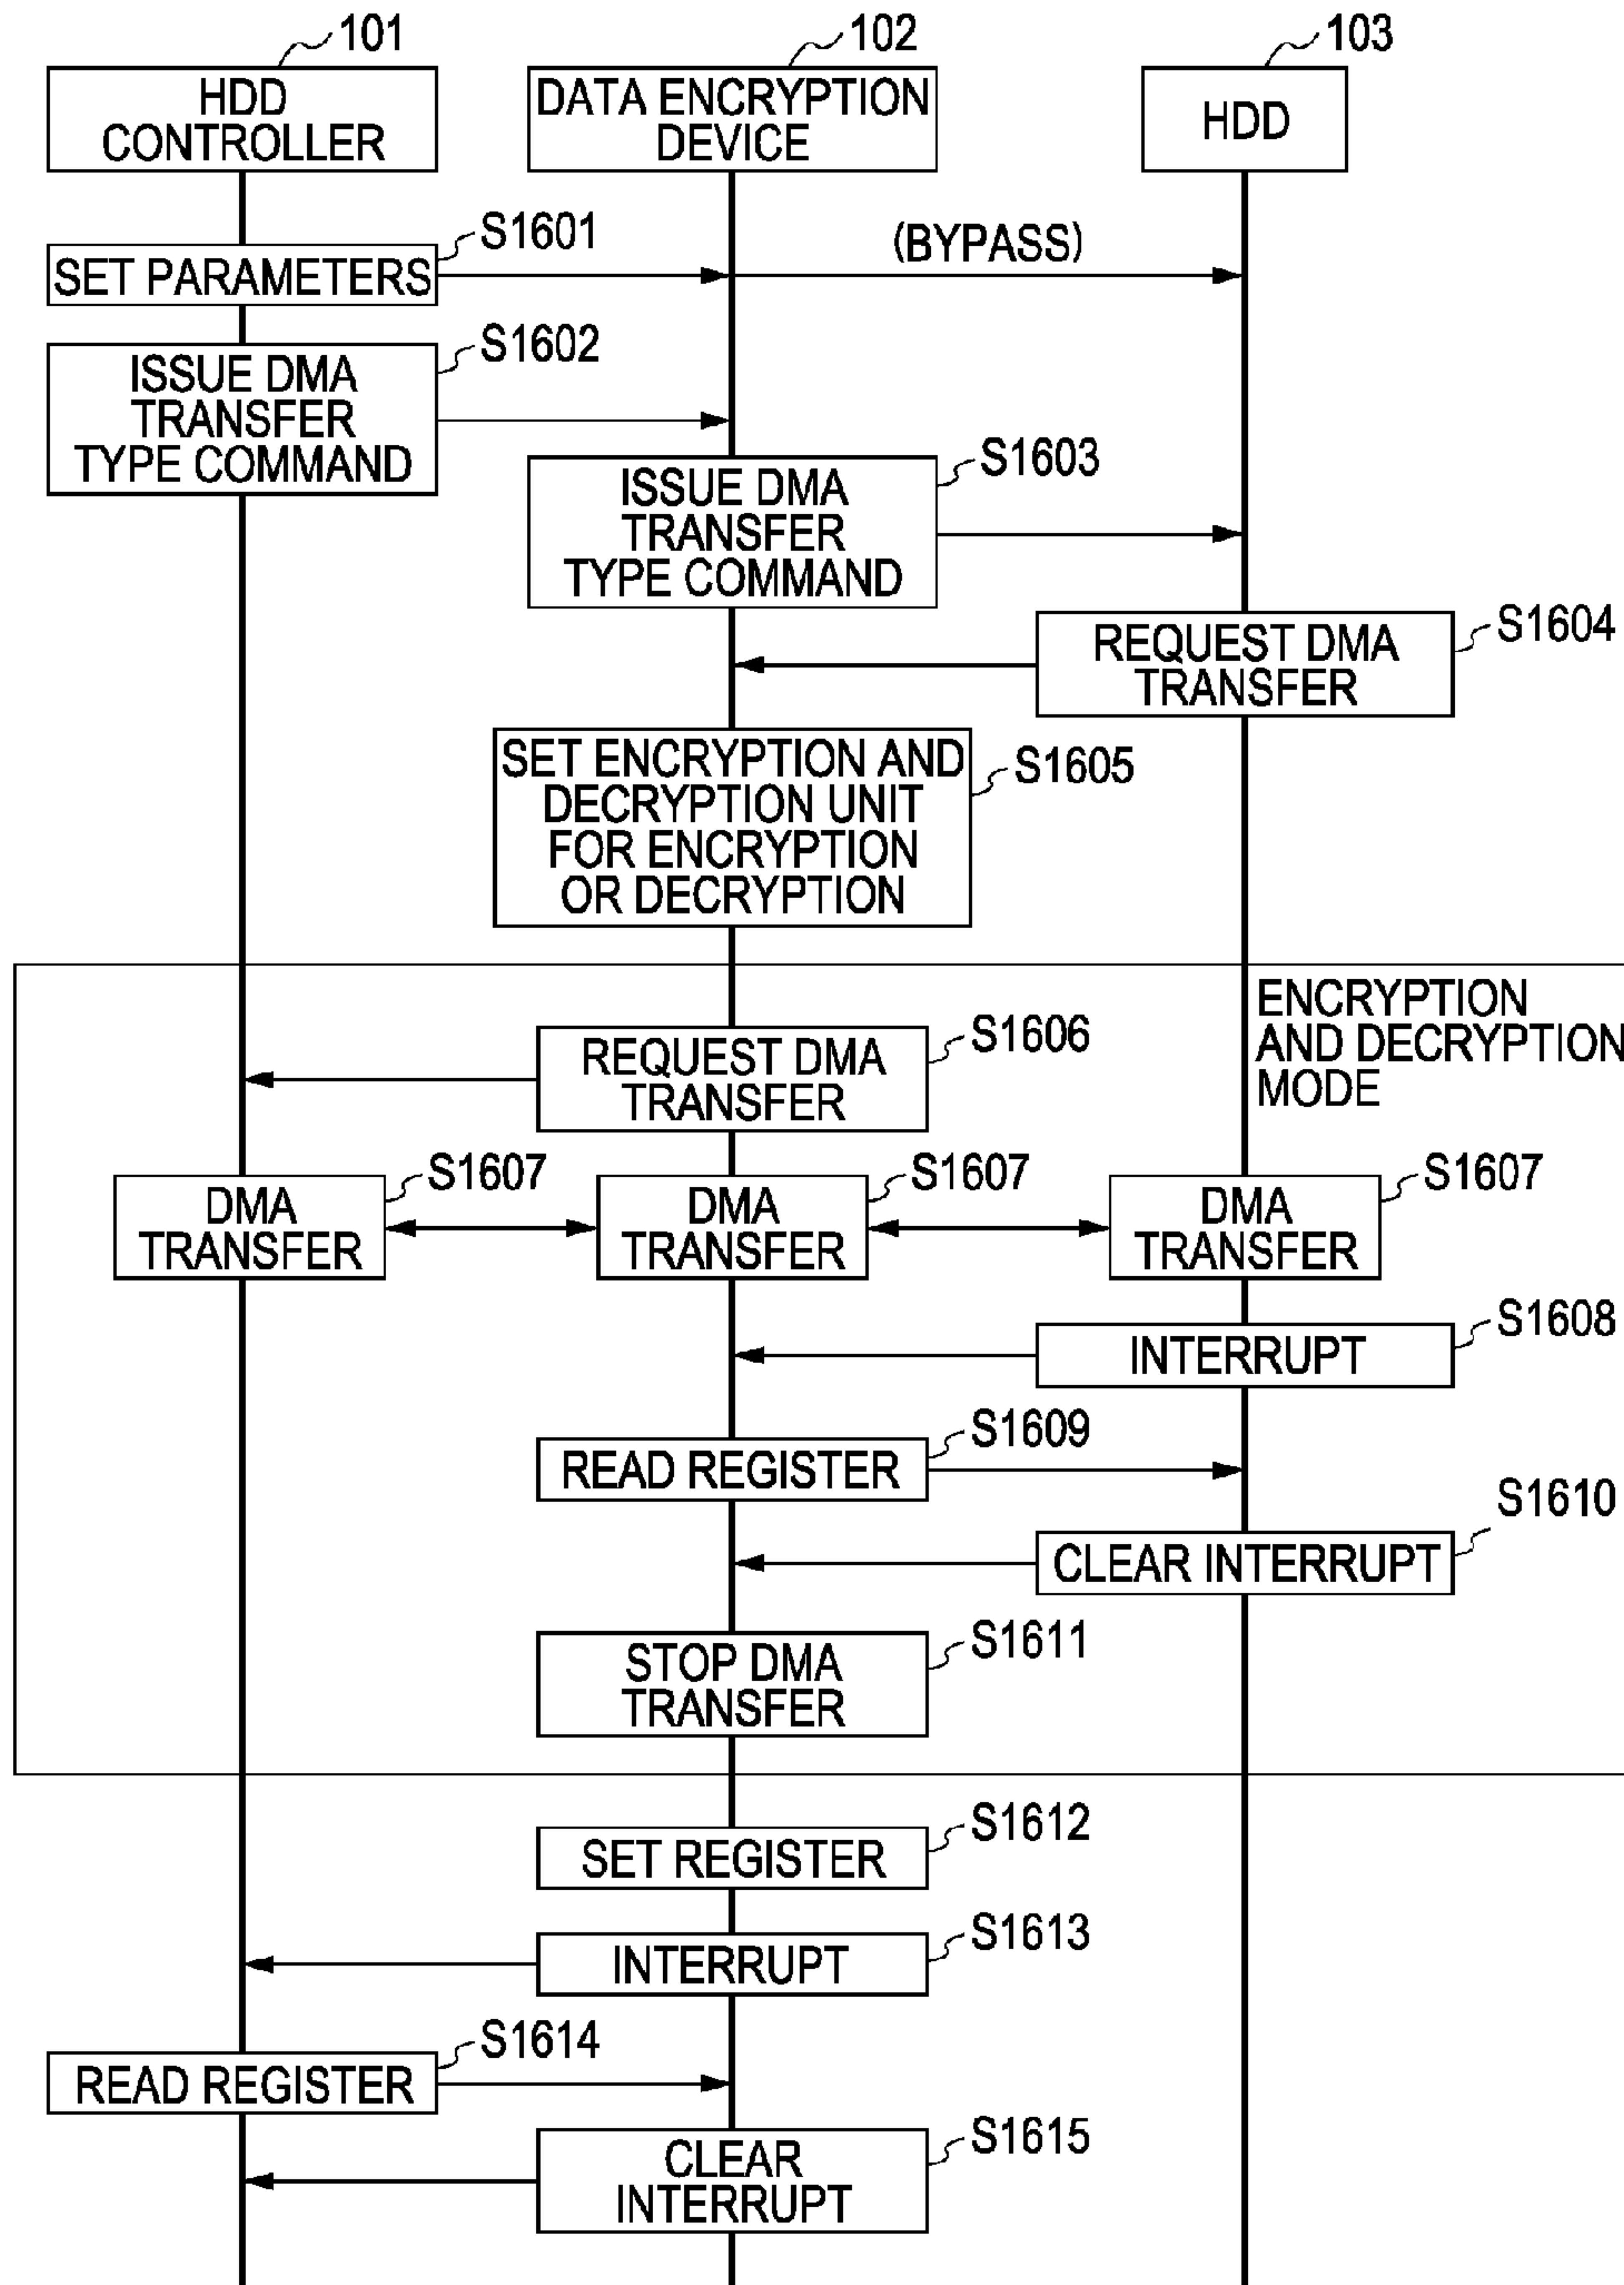 101
102
103
HDD
CONTROLLER
DATA ENCRYPTION
DEVICE
HDD
S1601
(BYPASS)
SET PARAMETERS
S1602
ISSUE DMA
TRANSFER
TYPE COMMAND
S1603
ISSUE DMA
TRANSFER
TYPE COMMAND
S1604
REQUEST DMA
TRANSFER
S1605
SET ENCRYPTION AND
DECRYPTION UNIT
FOR ENCRYPTION
OR DECRYPTION
ENCRYPTION
AND DECRYPTION
MODE
S1606
REQUEST DMA
TRANSFER
S1607
S1607
S1607
DMA
TRANSFER
DMA
TRANSFER
DMA
TRANSFER
S1608
INTERRUPT
S1609
READ REGISTER
S1610
CLEAR INTERRUPT
S1611
STOP DMA
TRANSFER
S1612
SET REGISTER
S1613
INTERRUPT
S1614
READ REGISTER
S1615
CLEAR
INTERRUPT